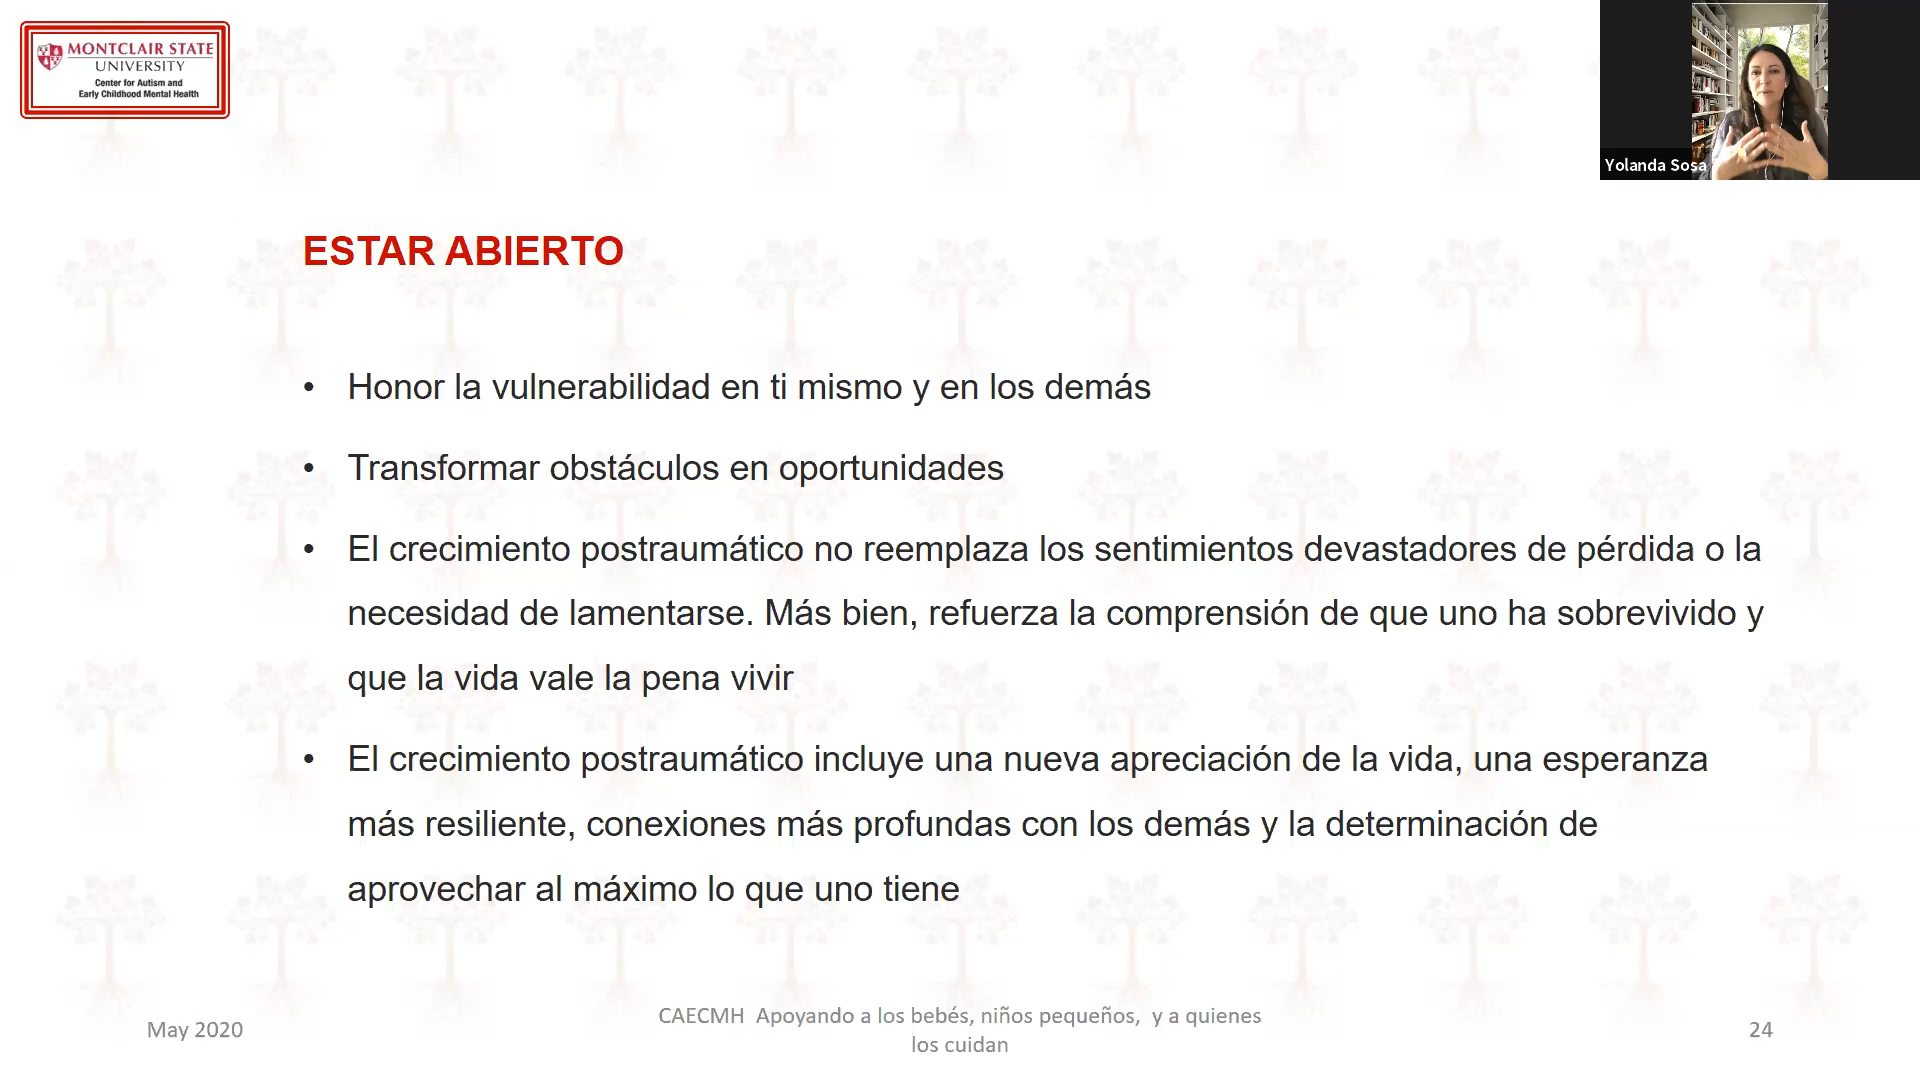 MONTCLAIR STATE
UNIVERSITY
Center for Autism and
Early Childhood Mental Health
Yolanda Sosa
ESTAR ABIERTO
• Honor la vulnerabilidad en ti mismo y en los demás
• Transformar obstáculos en oportunidades
• El crecimiento postraumático no reemplaza los sentimientos devastadores de pérdida o la
necesidad de lamentarse. Más bien, refuerza la comprensión de que uno ha sobrevivido y
que la vida vale la pena vivir
• El crecimiento postraumático incluye una nueva apreciación de la vida, una esperanza
más resiliente, conexiones más profundas con los demás y la determinación de
aprovechar al máximo lo que uno tiene
May 2020
CAECMH Apoyando a los bebés, niños pequeños, y a quienes
los cuidan
24